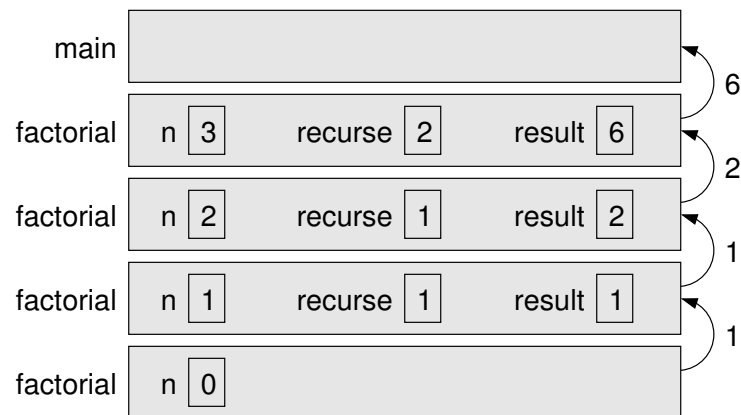 main
6
factorial n 3 recurse 2 result 6
2
factorial n 2 recurse 1 result 2
1
factorial n 1 recurse 1 result 1
1
factorial n 0